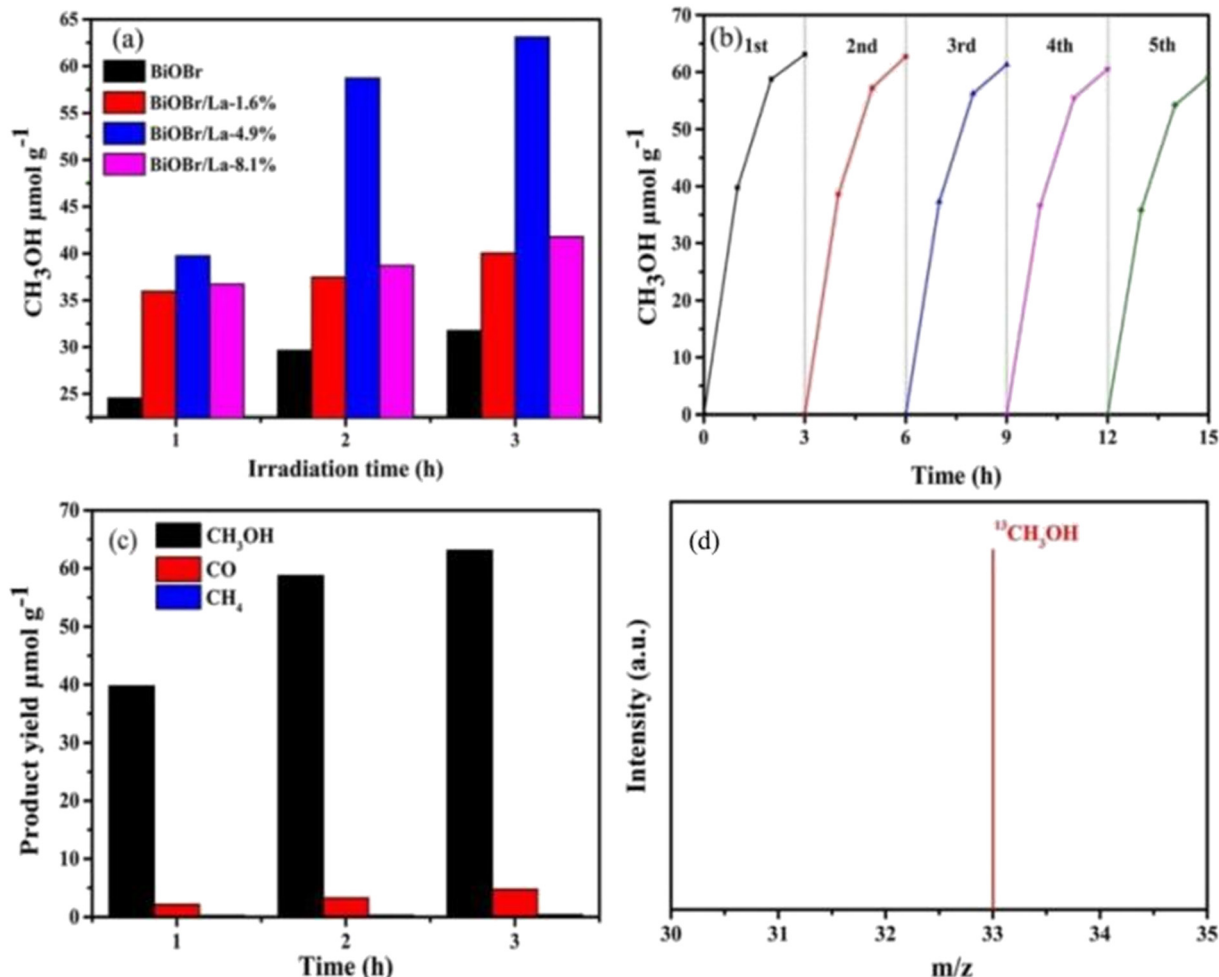 (a)
BiOBr
BiOBr/La-1.6%
BiOBr/La-4.9%
BiOBr/La-8.1%
CH₃OH µmol g⁻¹
65
60
55
50
45
40
35
30
25
1 2 3
Irradiation time (h)
(b)
1st 2nd 3rd 4th 5th
CH₃OH µmol g⁻¹
70
60
50
40
30
20
10
0
0 3 6 9 12 15
Time (h)
(c)
CH₃OH
CO
CH₄
Product yield µmol g⁻¹
70
60
50
40
30
20
10
0
1 2 3
Time (h)
(d)
¹³CH₃OH
Intensity (a.u.)
30 31 32 33 34 35
m/z